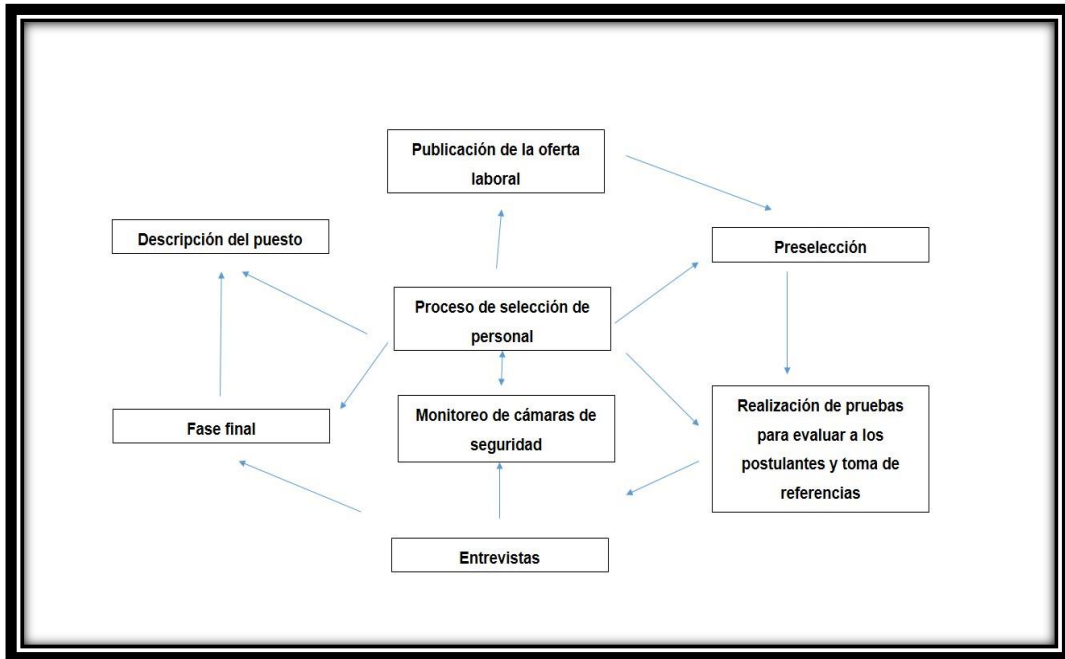 Publicación de la oferta
laboral
Descripción del puesto
Preselección
Proceso de selección de
personal
Fase final
Monitoreo de cámaras de
seguridad
Realización de pruebas
para evaluar a los
postulantes y toma de
referencias
Entrevistas